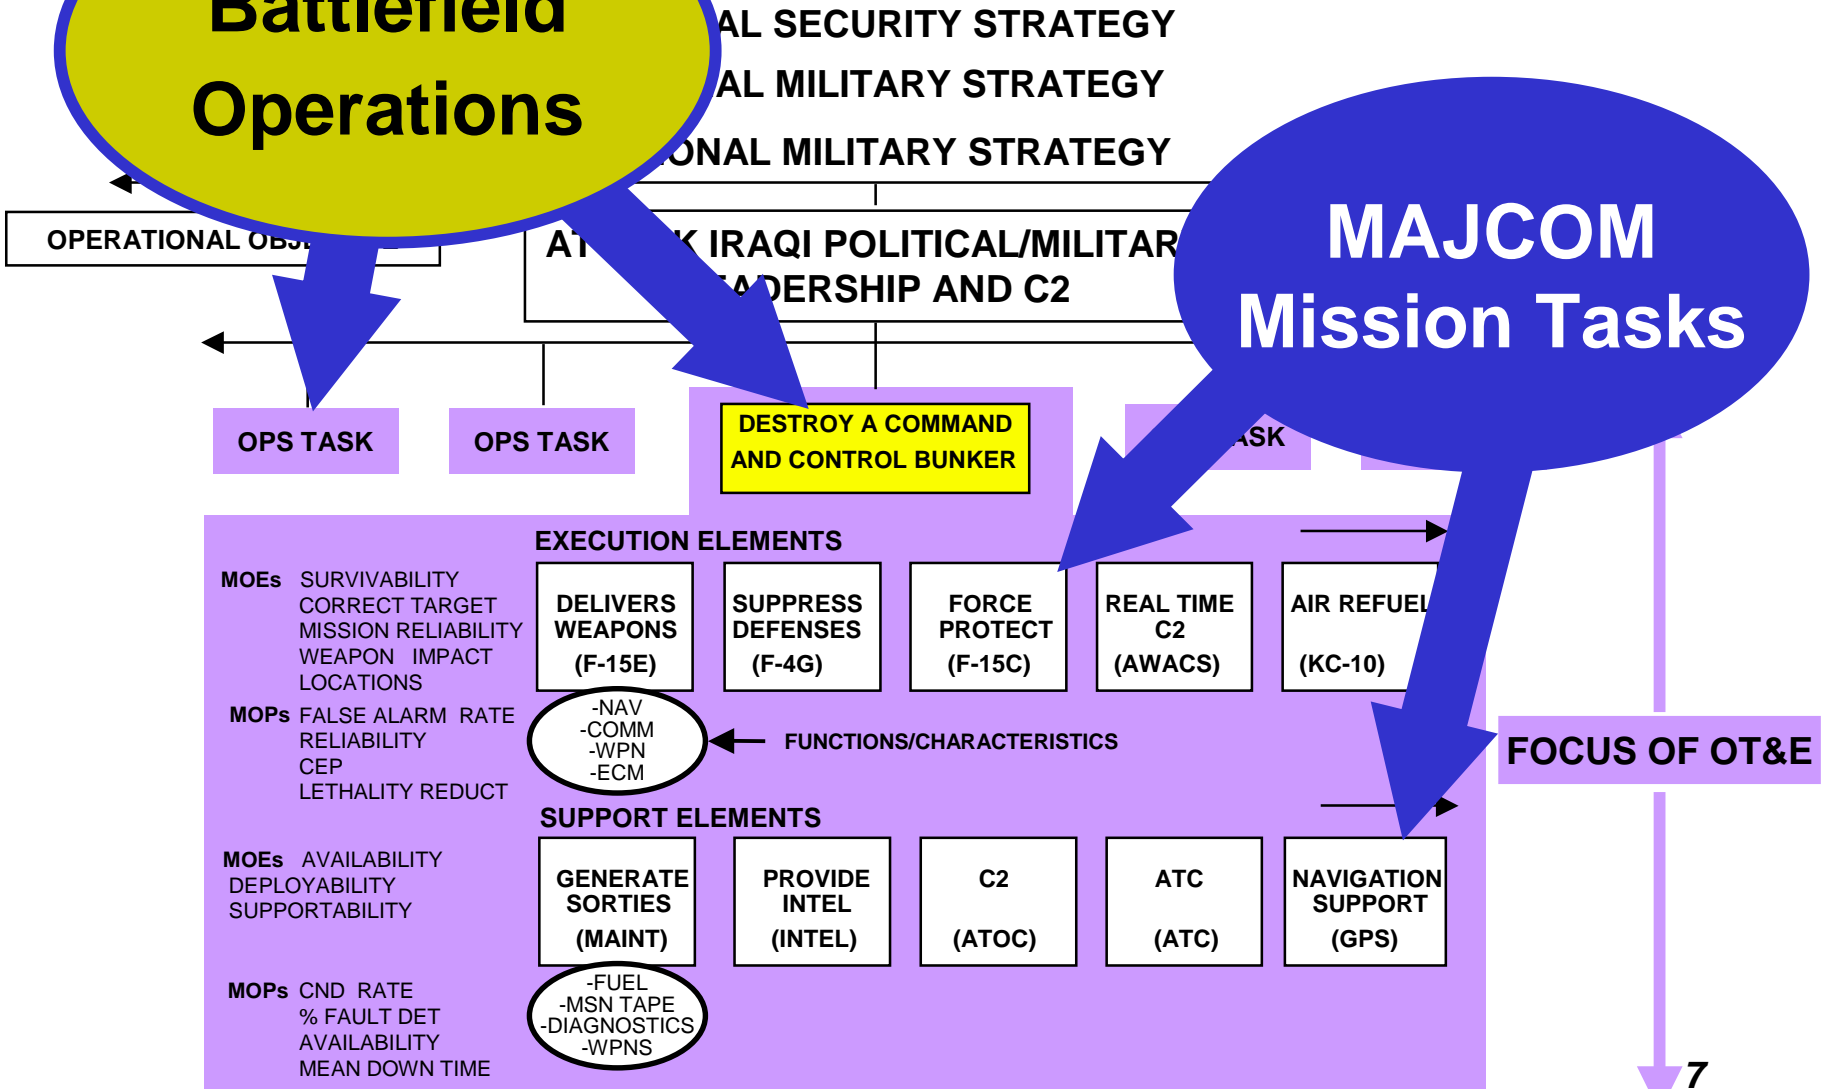 Battlefield
Operations
AL SECURITY STRATEGY
AL MILITARY STRATEGY
ONAL MILITARY STRATEGY
MAJCOM
Mission Tasks
OPERATIONAL
IRAQI POLITICAL/MILITAR
ADERSHIP AND C2
OPS TASK
OPS TASK
DESTROY A COMMAND
AND CONTROL BUNKER
ASK
EXECUTION ELEMENTS
MOEs SURVIVABILITY
CORRECT TARGET
MISSION RELIABILITY
WEAPON IMPACT
LOCATIONS
DELIVERS
WEAPONS
(F-15E)
SUPPRESS
DEFENSES
(F-4G)
FORCE
PROTECT
(F-15C)
REAL TIME
C2
(AWACS)
AIR REFUEL
(KC-10)
MOPs FALSE ALARM RATE
RELIABILITY
CEP
LETHALITY REDUCT
-NAV
-COMM
-WPN
-ECM
FUNCTIONS/CHARACTERISTICS
FOCUS OF OT&E
SUPPORT ELEMENTS
MOEs AVAILABILITY
DEPLOYABILITY
SUPPORTABILITY
GENERATE
SORTIES
(MAINT)
PROVIDE
INTEL
(INTEL)
C2
(ATOC)
ATC
(ATC)
NAVIGATION
SUPPORT
(GPS)
MOPs CND RATE
% FAULT DET
AVAILABILITY
MEAN DOWN TIME
-FUEL
-MSN TAPE
-DIAGNOSTICS
-WPNS
7